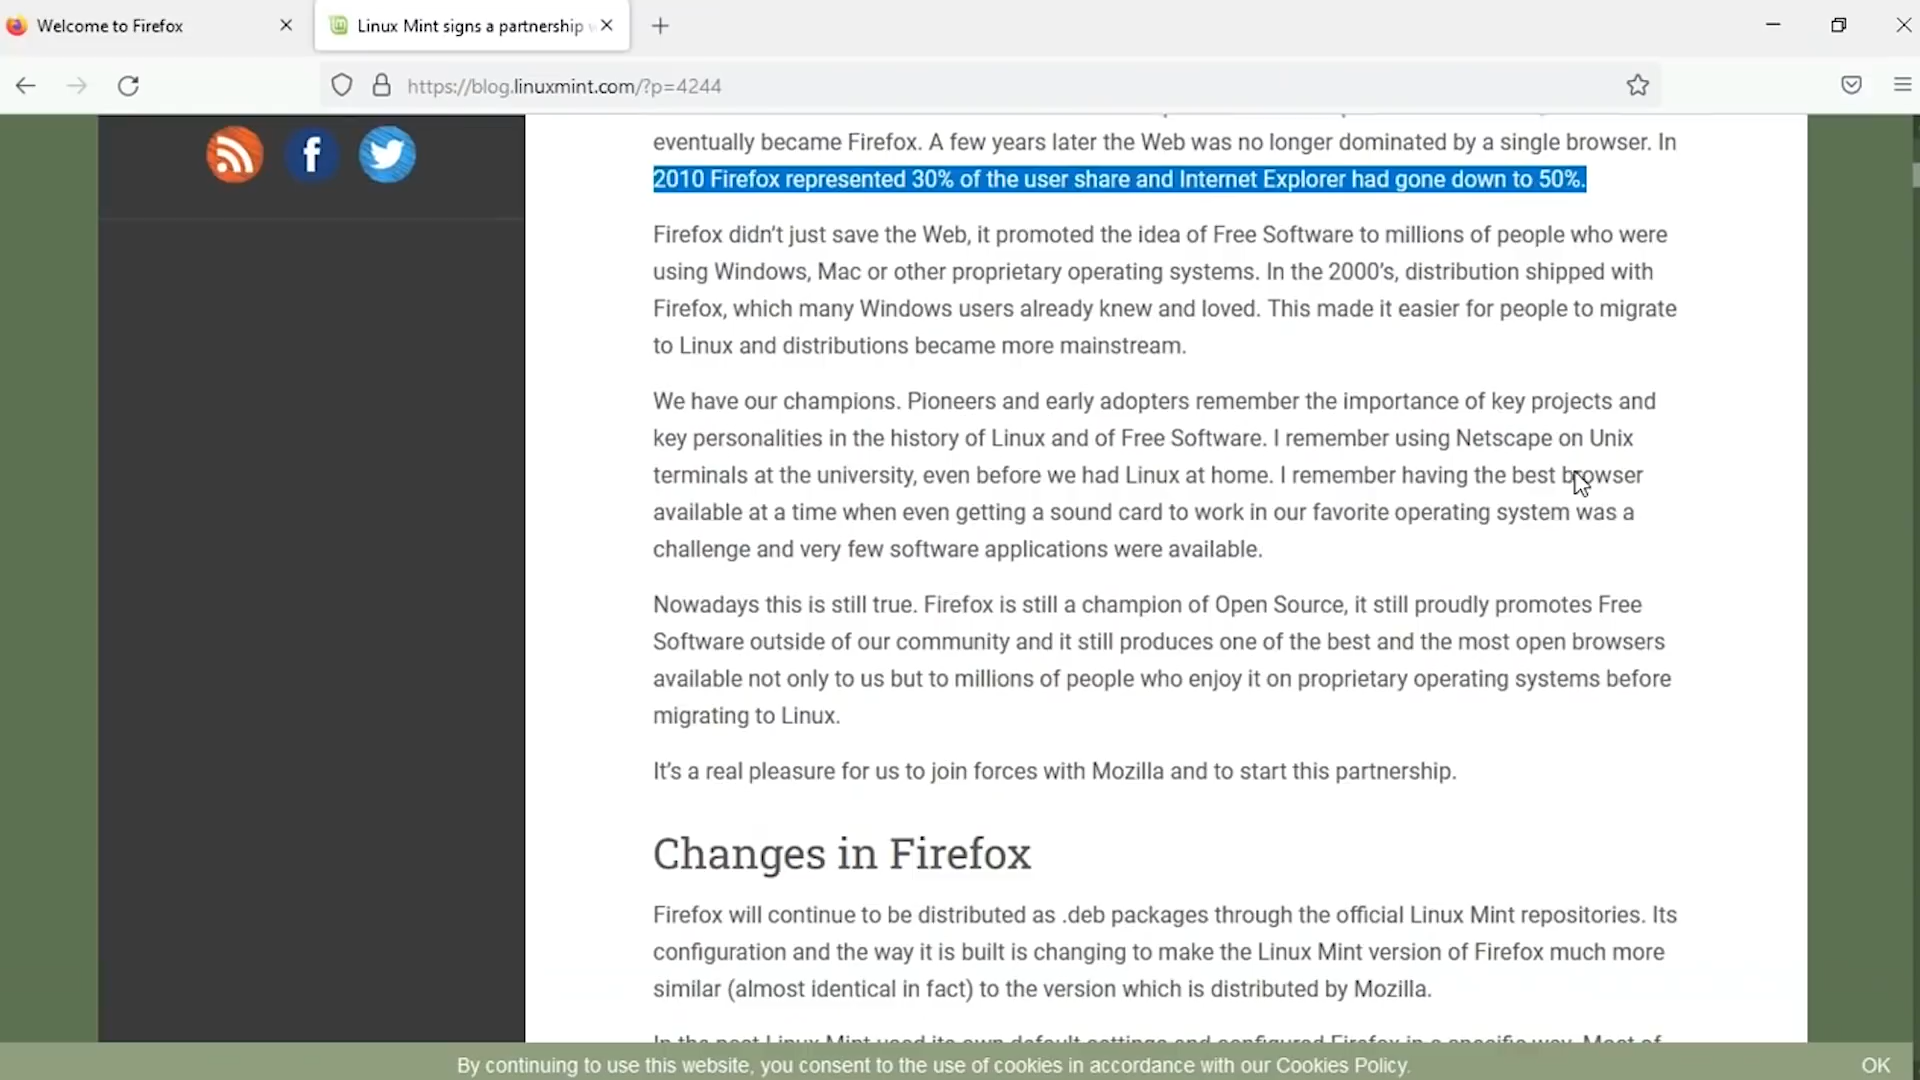 Welcome to Firefox
Linux Mint signs a partnership
https://blog.linuxmint.com/?p=4244
eventually became Firefox. A few years later the Web was no longer dominated by a single browser. In
2010 Firefox represented 30% of the user share and Internet Explorer had gone down to 50%.
Firefox didn’t just save the Web, it promoted the idea of Free Software to millions of people who were
using Windows, Mac or other proprietary operating systems. In the 2000’s, distribution shipped with
Firefox, which many Windows users already knew and loved. This made it easier for people to migrate
to Linux and distributions became more mainstream.
We have our champions. Pioneers and early adopters remember the importance of key projects and
key personalities in the history of Linux and of Free Software. I remember using Netscape on Unix
terminals at the university, even before we had Linux at home. I remember having the best browser
available at a time when even getting a sound card to work in our favorite operating system was a
challenge and very few software applications were available.
Nowadays this is still true. Firefox is still a champion of Open Source, it still proudly promotes Free
Software outside of our community and it still produces one of the best and the most open browsers
available not only to us but to millions of people who enjoy it on proprietary operating systems before
migrating to Linux.
It’s a real pleasure for us to join forces with Mozilla and to start this partnership.
Changes in Firefox
Firefox will continue to be distributed as .deb packages through the official Linux Mint repositories. Its
configuration and the way it is built is changing to make the Linux Mint version of Firefox much more
similar (almost identical in fact) to the version which is distributed by Mozilla.
In the past Linux Mint used its own default settings and configured Firefox in a specific way. Most of
By continuing to use this website, you consent to the use of cookies in accordance with our Cookies Policy.
OK